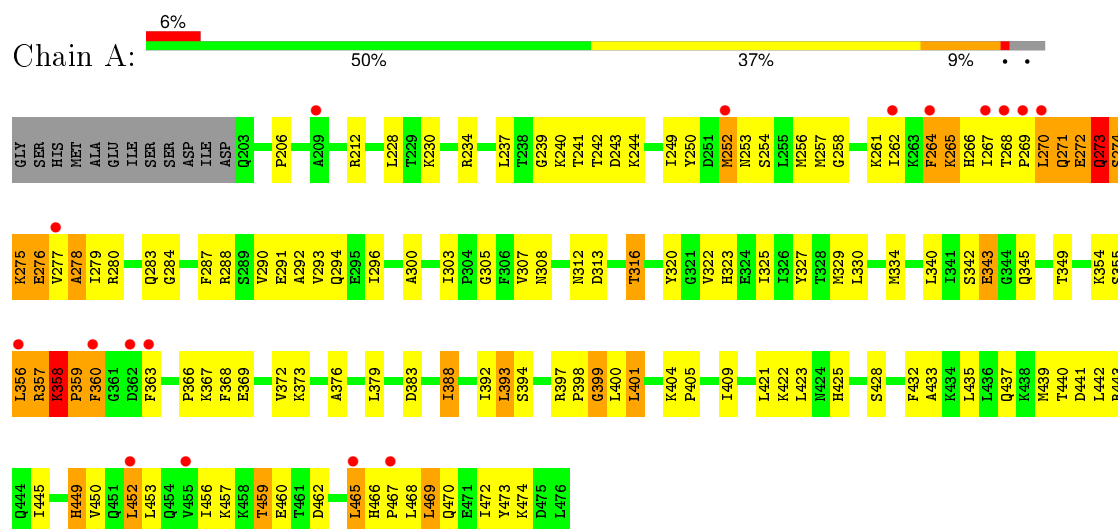 6%
Chain A:
50% 37% 9% • •
GLY SER HIS MET ALA GLU ILE SER SER ASP ILE ASP Q203 P206 A209 R212 L228 T229 K230 R234 L237 T238 G239 K240 T241 T242 D243 K244 I249 Y250 D251 M252 N253 S254 L255 M256 M257 G258 K261 I262 K263 F264 K265 H266 I267 T268 P269 L270 Q271 E272 Q273 S274
K275 E276 V277 A278 I279 R280 Q283 G284 F287 R288 S289 V290 E291 A292 V293 Q294 E295 I296 A300 I303 P304 G305 F306 V307 N308 N312 D313 T316 Y320 G321 V322 H323 E324 I325 I326 Y327 T328 M329 L330 M334 L340 I341 S342 E343 G344 Q345 T349 K354 S355
L356 R357 K358 P359 F360 G361 D362 F363 P366 K367 F368 E369 V372 K373 A376 L379 D383 I388 I392 L393 S394 R397 P398 G399 L400 L401 K404 P405 I409 L421 K422 L423 N424 H425 S428 F432 A433 K434 L435 L436 Q437 K438 M439 T440 D441 L442 R443
Q444 I445 H449 V450 Q451 L452 L453 Q454 V455 I456 K457 K458 T459 E460 T461 D462 L465 H466 P467 L468 L469 Q470 E471 I472 Y473 K474 D475 L476